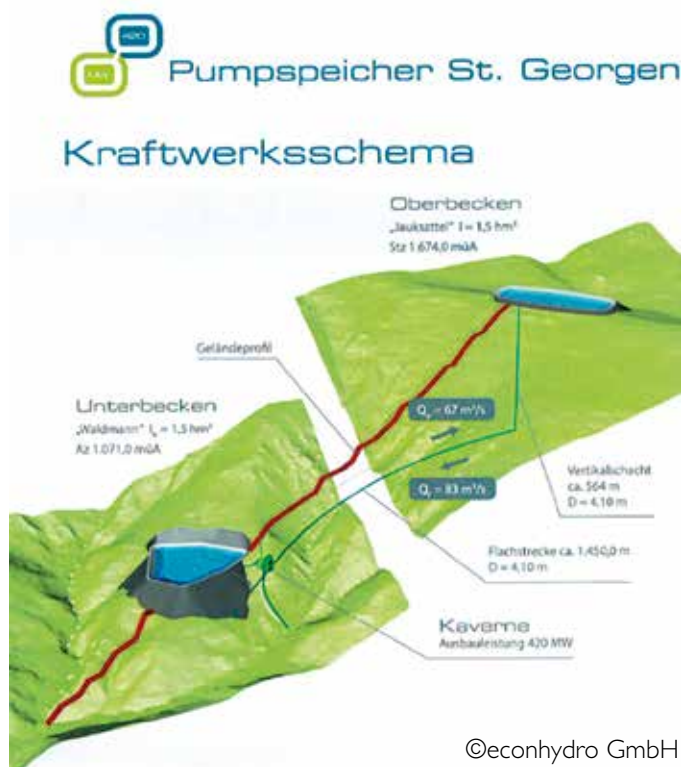 Pumpspeicher St. Georgen
Kraftwerksschema
Oberbecken
„Jauksattel" I = 1,5 hm³
Stz 1.674,0 müA
Geländeprofil
Unterbecken
„Waldmann" I = 1,5 hm³
Az 1.071,0 müA
Q = 67 m³/s
Q = 83 m³/s
Vertikalschacht
ca. 564 m
D = 4,10 m
Flachstrecke ca. 1.450,0 m
D = 4,10 m
Kaverne
Ausbauleistung 420 MW
©econhydro GmbH